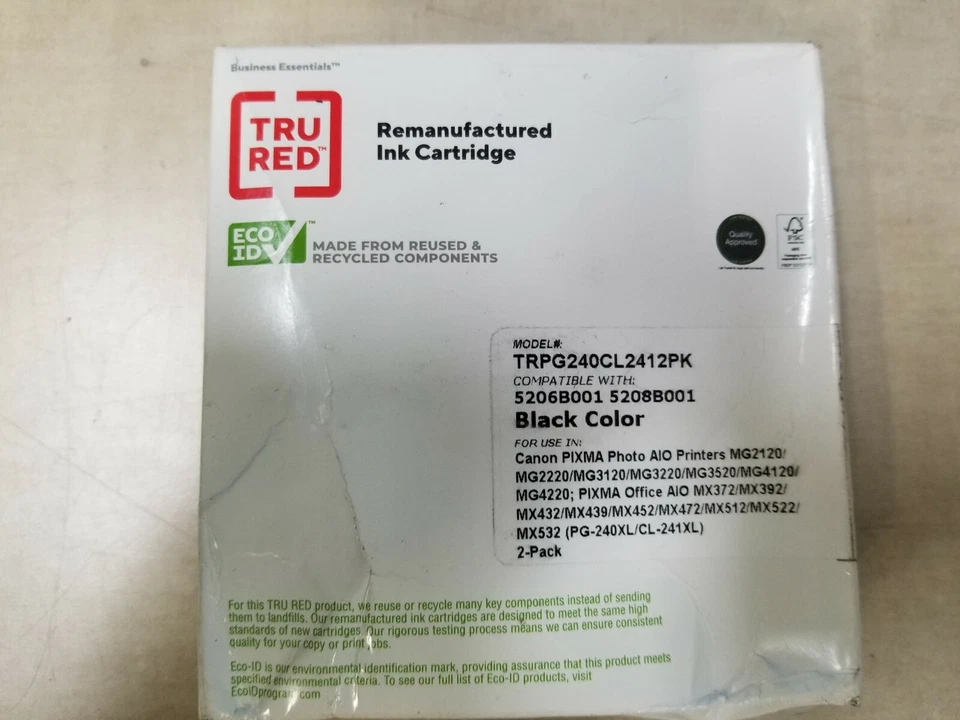 Business Essentials™
TRU
RED™
Remanufactured
Ink Cartridge
ECO
ID™
MADE FROM REUSED &
RECYCLED COMPONENTS
Quality
Approved
FSC
MODEL#:
TRPG240CL2412PK
COMPATIBLE WITH:
5206B001 5208B001
Black Color
FOR USE IN:
Canon PIXMA Photo AIO Printers MG2120/
MG2220/MG3120/MG3220/MG3520/MG4120/
MG4220; PIXMA Office AIO MX372/MX392/
MX432/MX439/MX452/MX472/MX512/MX522/
MX532 (PG-240XL/CL-241XL)
2-Pack
For this TRU RED product, we reuse or recycle many key components instead of sending
them to landfills. Our remanufactured ink cartridges are designed to meet the same high
standards of new cartridges. Our rigorous testing process means we can ensure consistent
quality for your copy or print jobs.
Eco-ID is our environmental identification mark, providing assurance that this product meets
specified environmental criteria. To see our full list of Eco-ID products, visit
EcoIDprogram.com